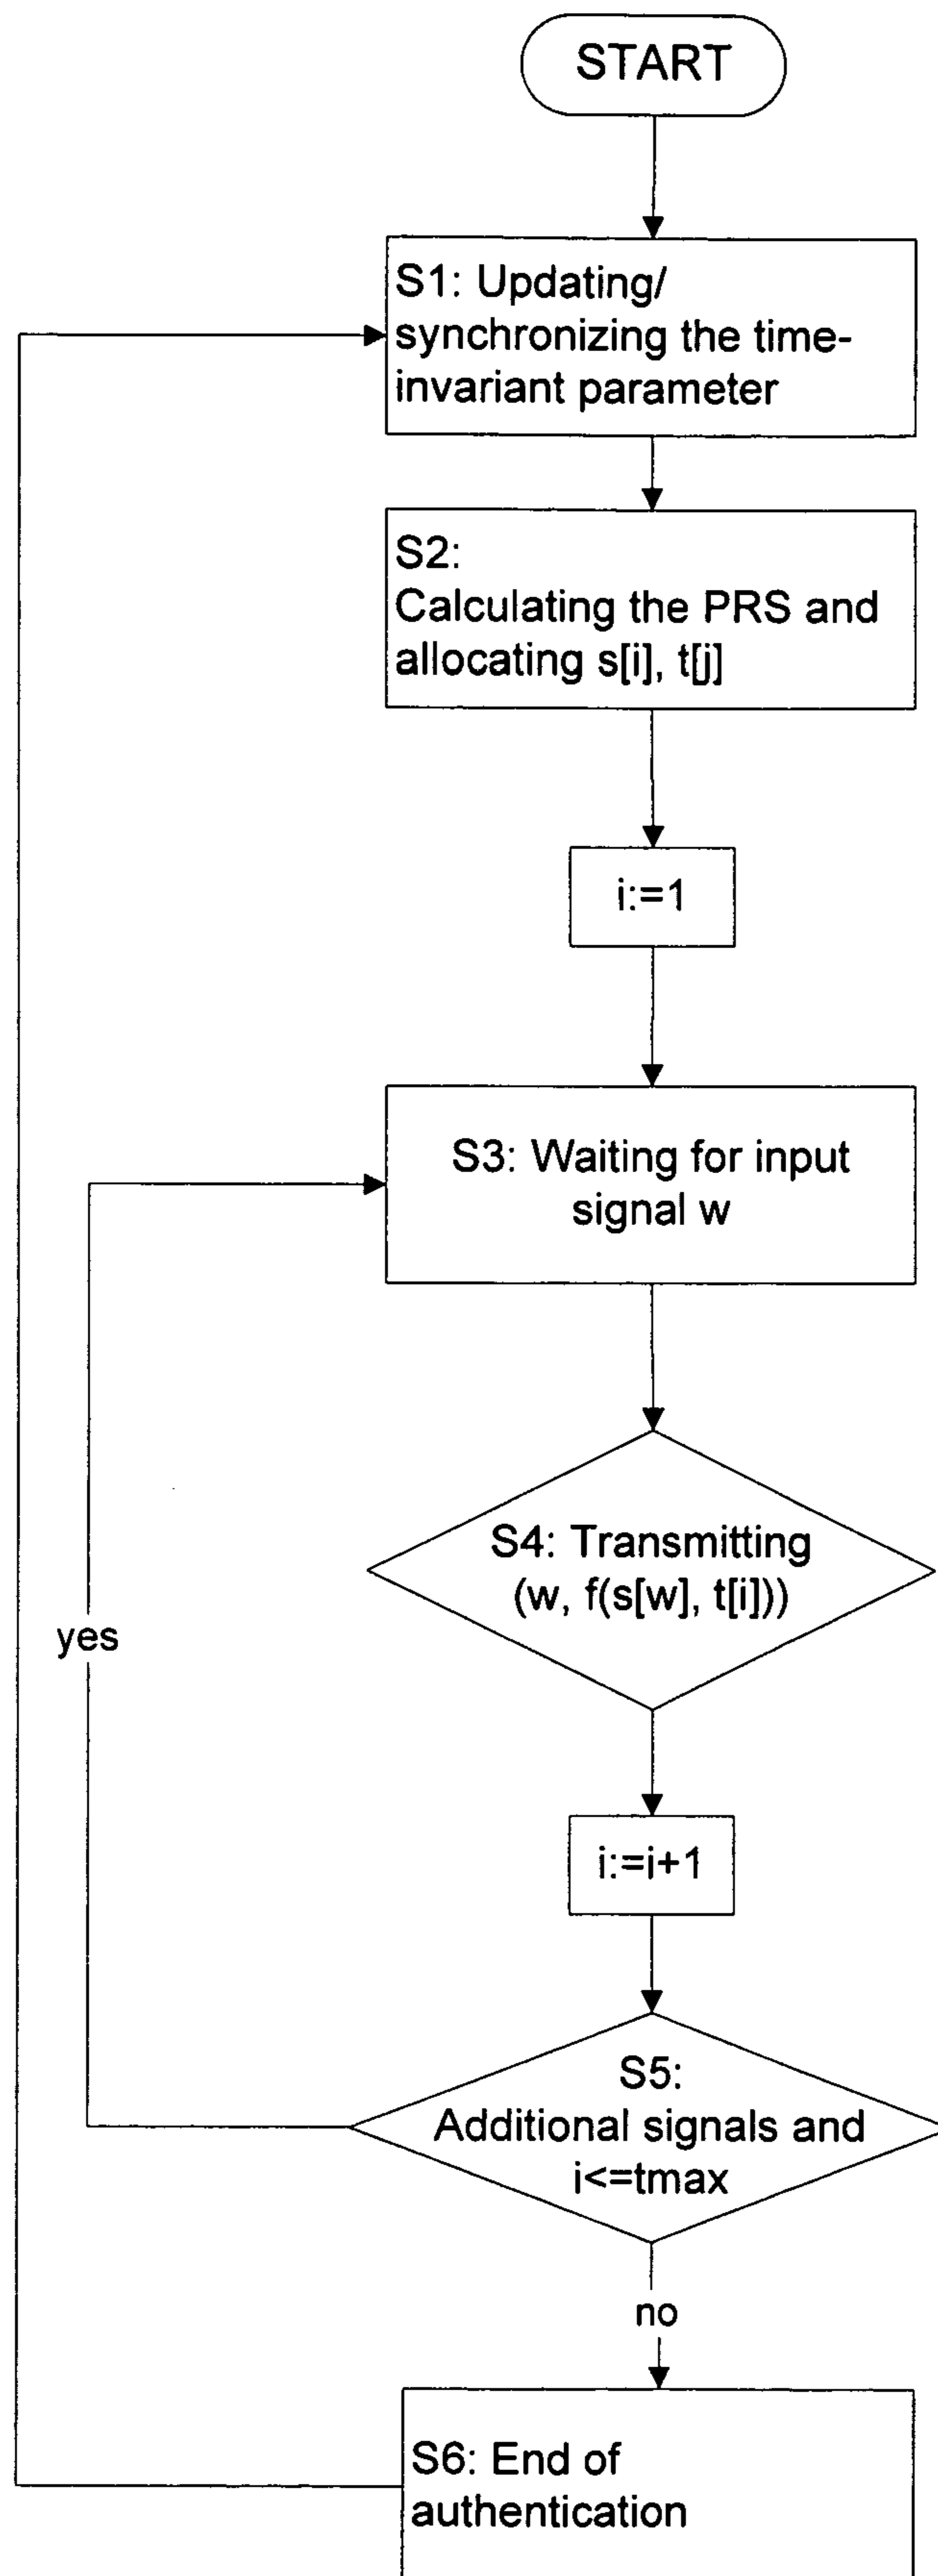 START
S1: Updating/
synchronizing the time-
invariant parameter
S2:
Calculating the PRS and
allocating s[i], t[j]
i:=1
S3: Waiting for input
signal w
S4: Transmitting
(w, f(s[w], t[i]))
yes
i:=i+1
S5:
Additional signals and
i<=tmax
no
S6: End of
authentication